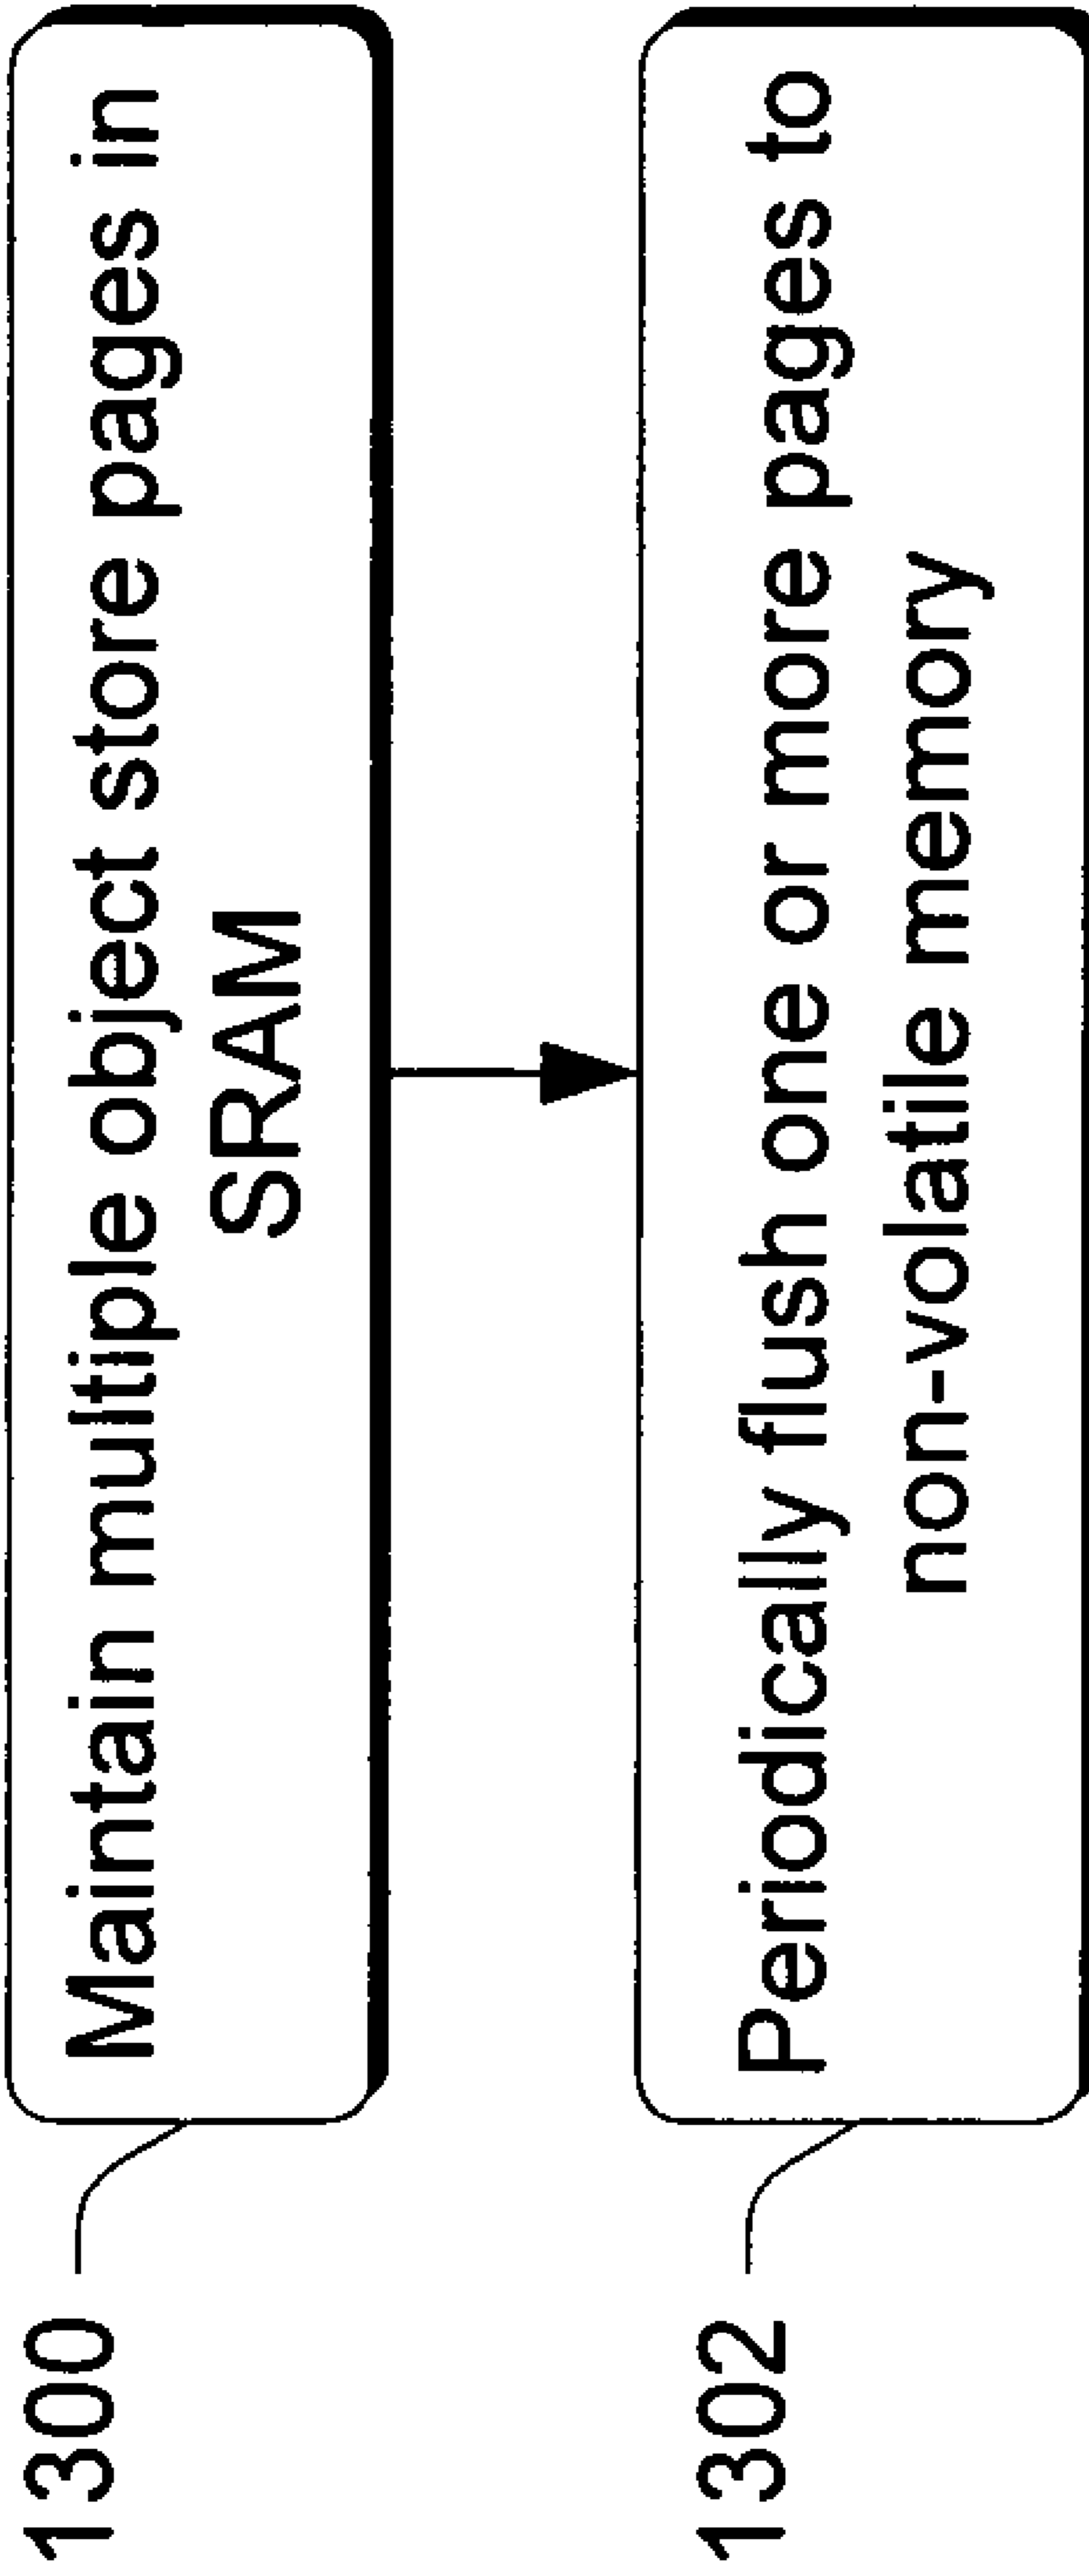 1300
Maintain multiple object store pages in
SRAM
1302
Periodically flush one or more pages to
non-volatile memory